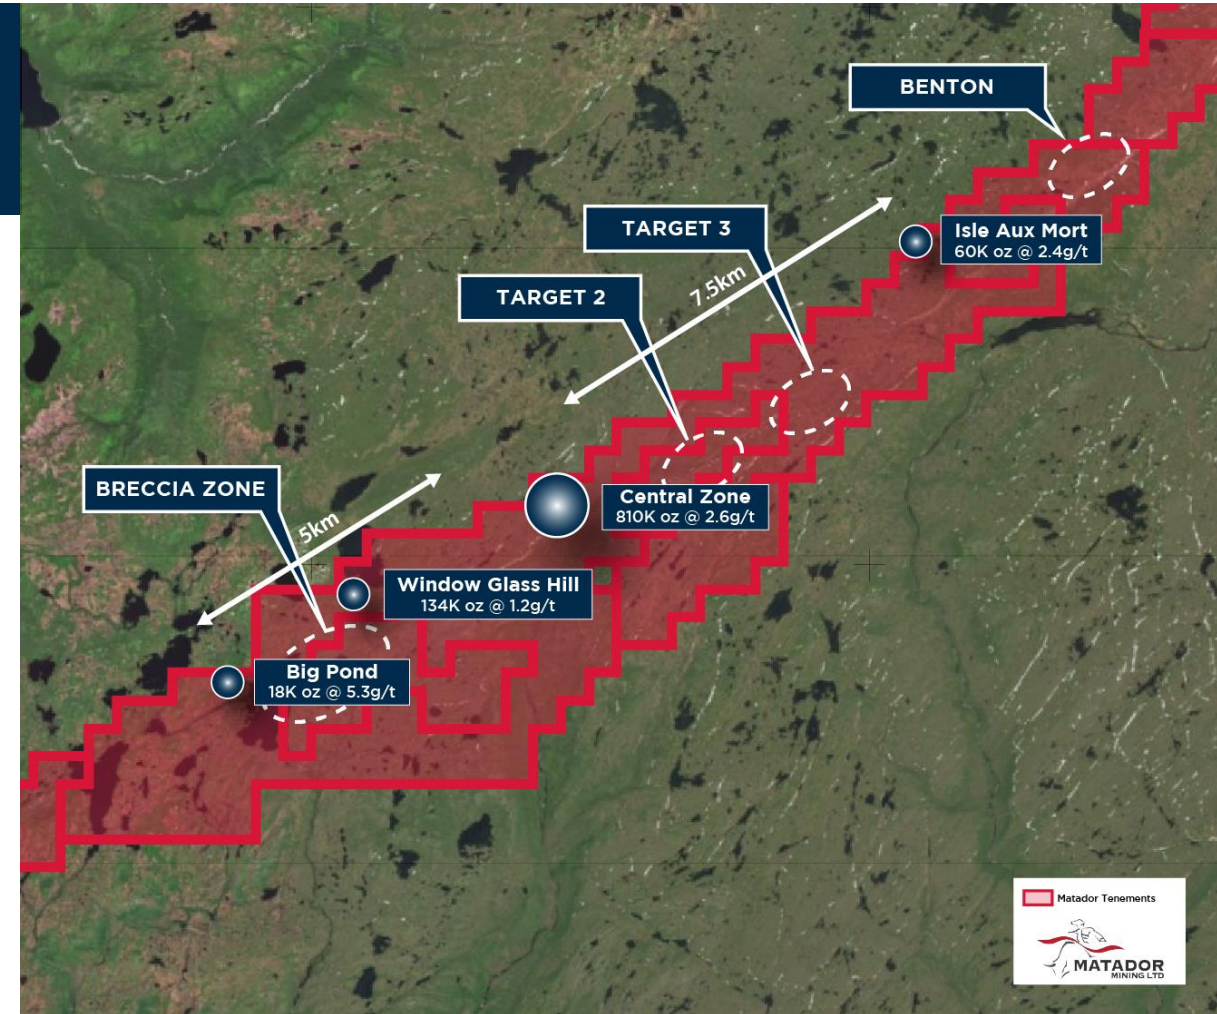 BENTON
TARGET 3
Isle Aux Mort
60K oz @ 2.4g/t
7.5km
TARGET 2
BRECCIA ZONE
Central Zone
810K oz @ 2.6g/t
5km
Window Glass Hill
134K oz @ 1.2g/t
Big Pond
18K oz @ 5.3g/t
Matador Tenements
MATADOR
MINING LTD